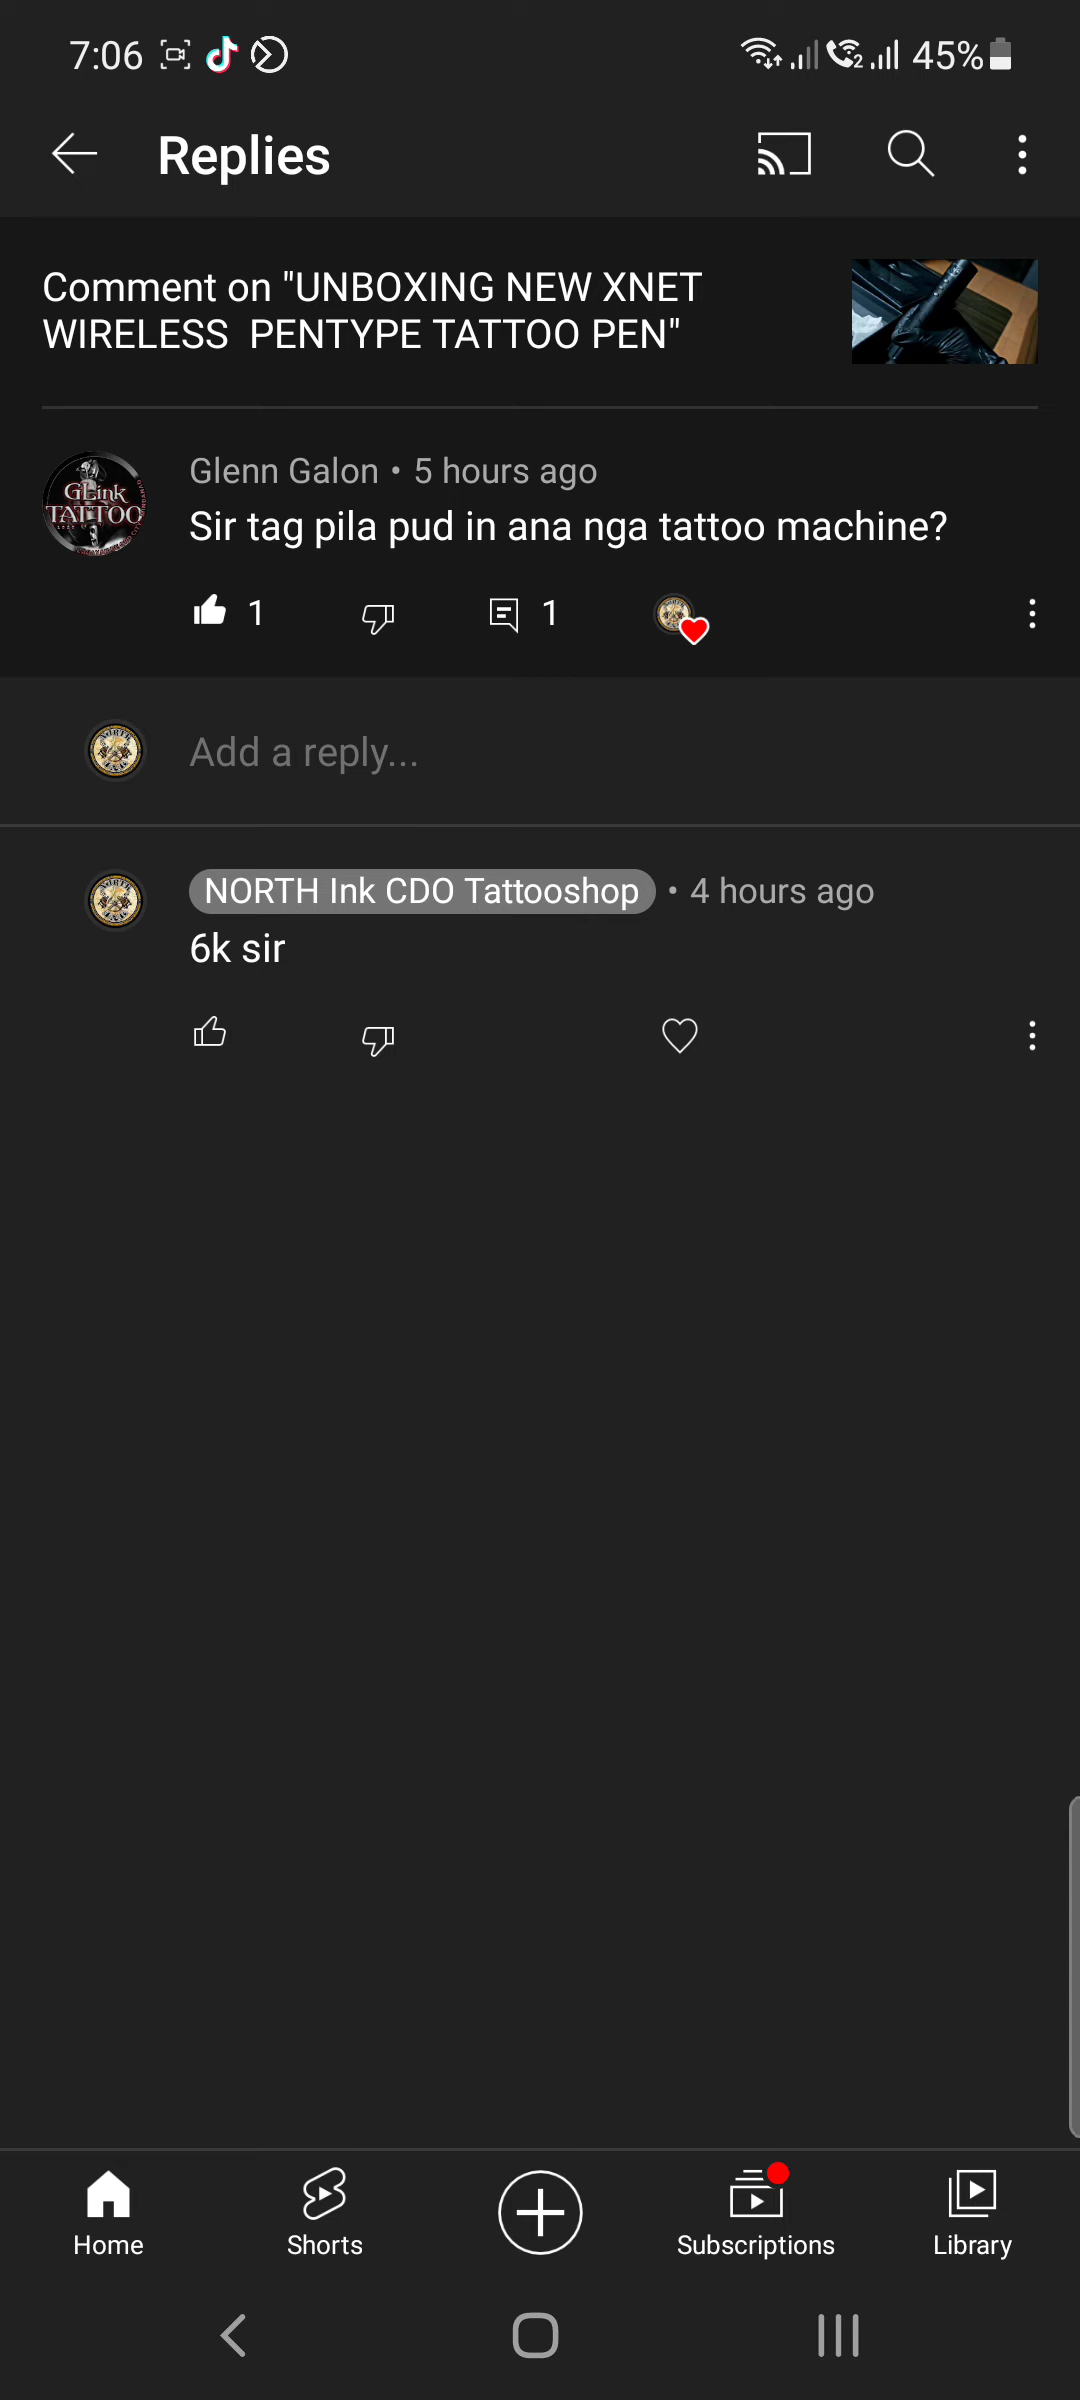 7:06
45%
Replies
Comment on "UNBOXING NEW XNET
WIRELESS  PENTYPE TATTOO PEN"
Glenn Galon • 5 hours ago
GLink
TATTOO
Sir tag pila pud in ana nga tattoo machine?
1
1
Add a reply...
NORTH Ink CDO Tattooshop • 4 hours ago
6k sir
Home
Shorts
Subscriptions
Library